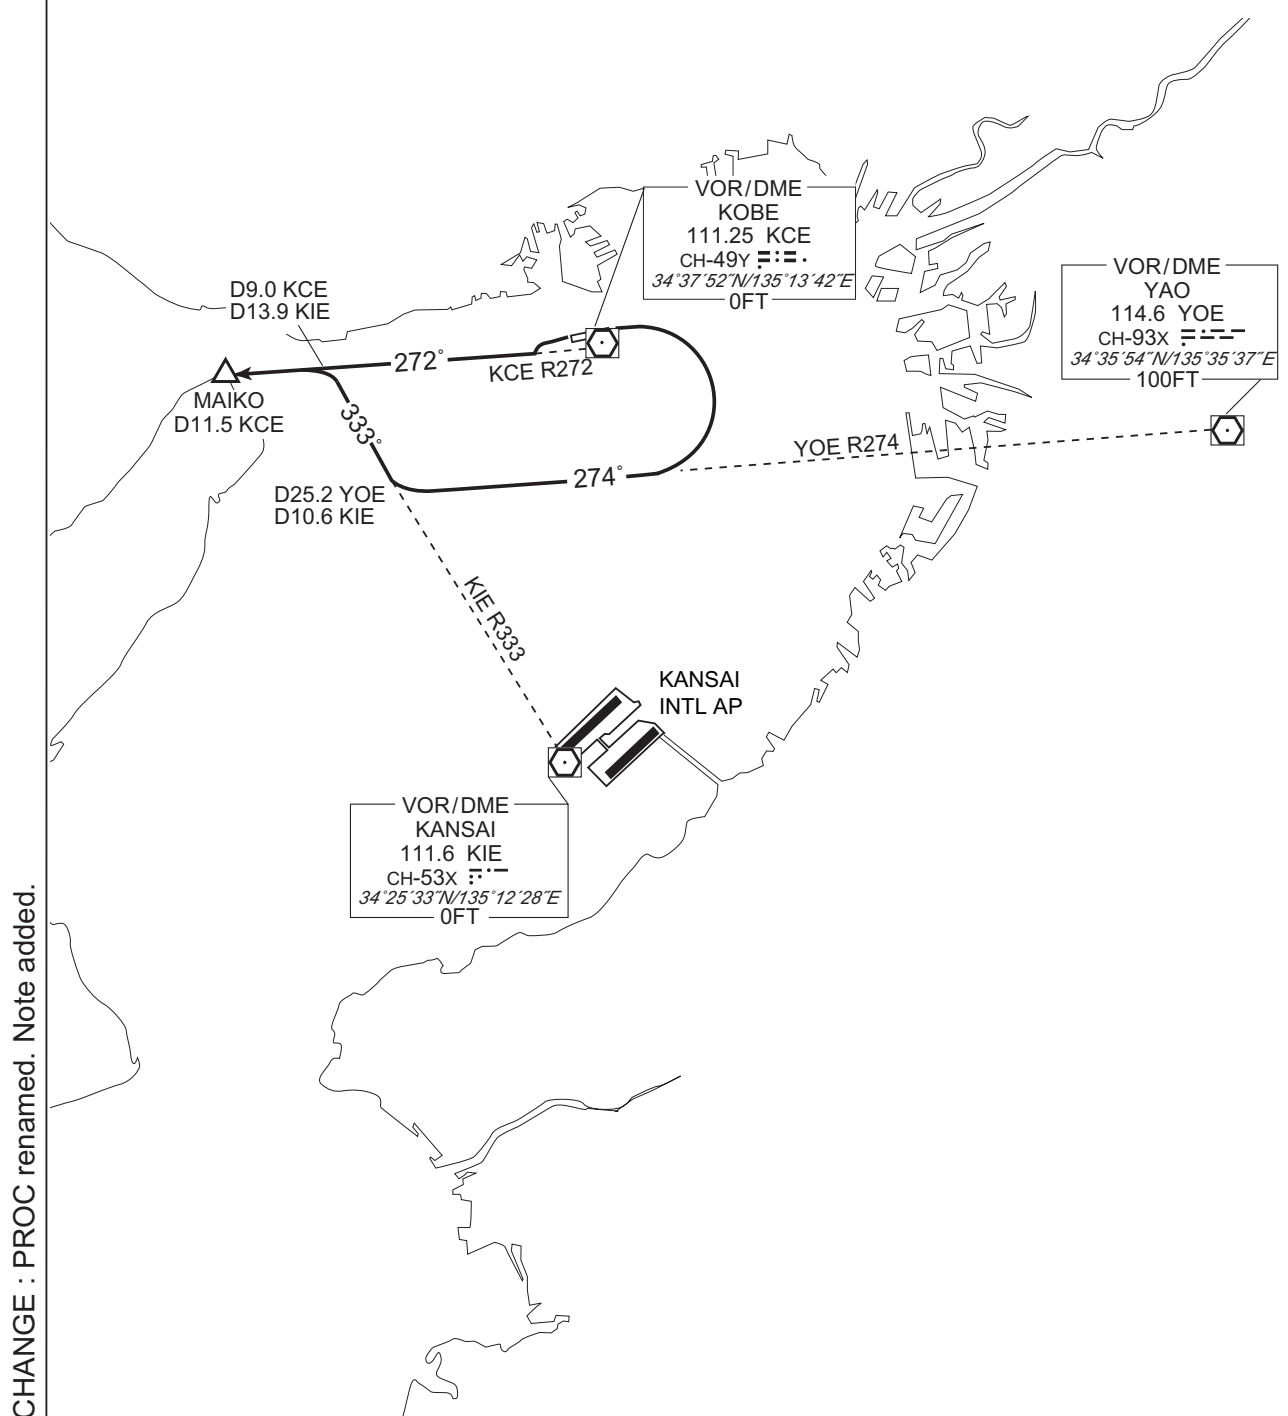 VOR/DME
KOBE
111.25 KCE
CH-49Y
34°37´52˝N/135°13´42˝E
0FT
VOR/DME
YAO
114.6 YOE
CH-93X
34°35´54˝N/135°35´37˝E
100FT
D9.0 KCE
D13.9 KIE
272°
KCE R272
MAIKO
D11.5 KCE
333°
YOE R274
274°
D25.2 YOE
D10.6 KIE
KIE R333
KANSAI
INTL AP
VOR/DME
KANSAI
111.6 KIE
CH-53X
34°25´33˝N/135°12´28˝E
0FT
CHANGE : PROC renamed. Note added.